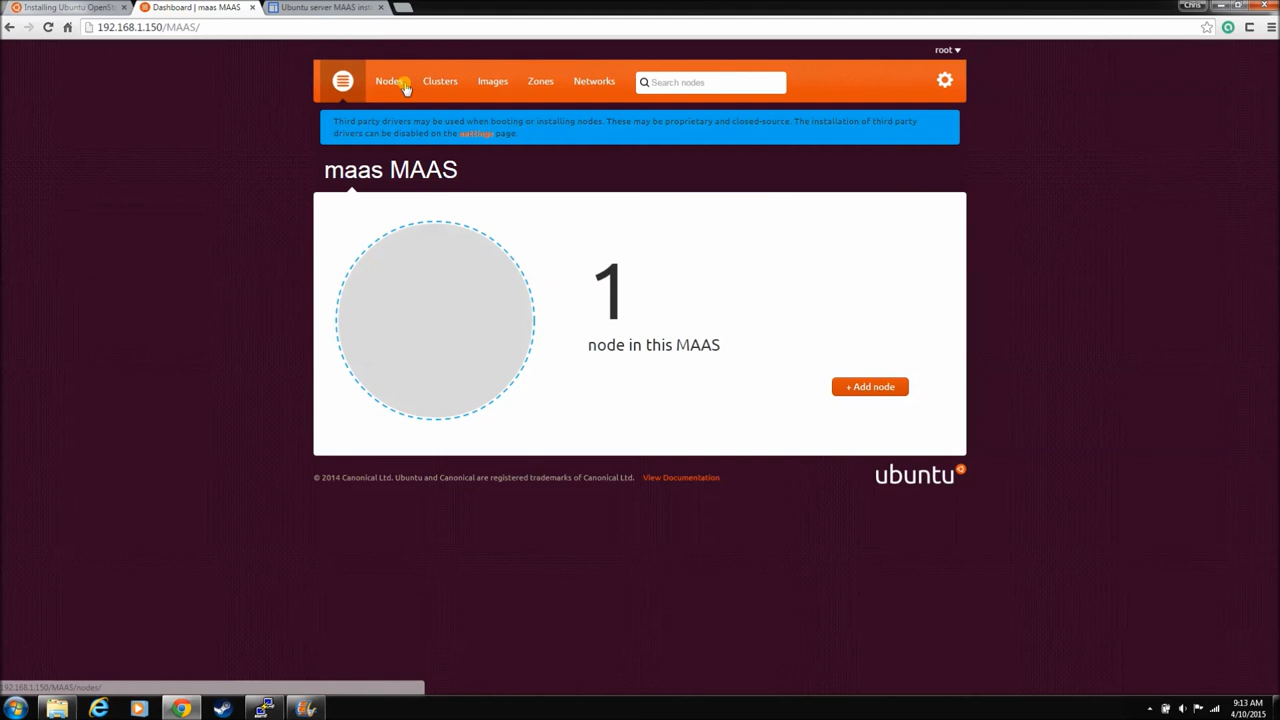 Installing Ubuntu OpenSt
Dashboard | maas MAAS
Ubuntu server MAAS inst
Chris
192.168.1.150/MAAS/
root
Nodes
Clusters
Images
Zones
Networks
Search nodes
Third party drivers may be used when booting or installing nodes. These may be proprietary and closed-source. The installation of third party
drivers can be disabled on the settings page.
maas MAAS
1
node in this MAAS
+ Add node
© 2014 Canonical Ltd. Ubuntu and Canonical are registered trademarks of Canonical Ltd.
View Documentation
ubuntu
192.168.1.150/MAAS/nodes/
9:13 AM
4/10/2015